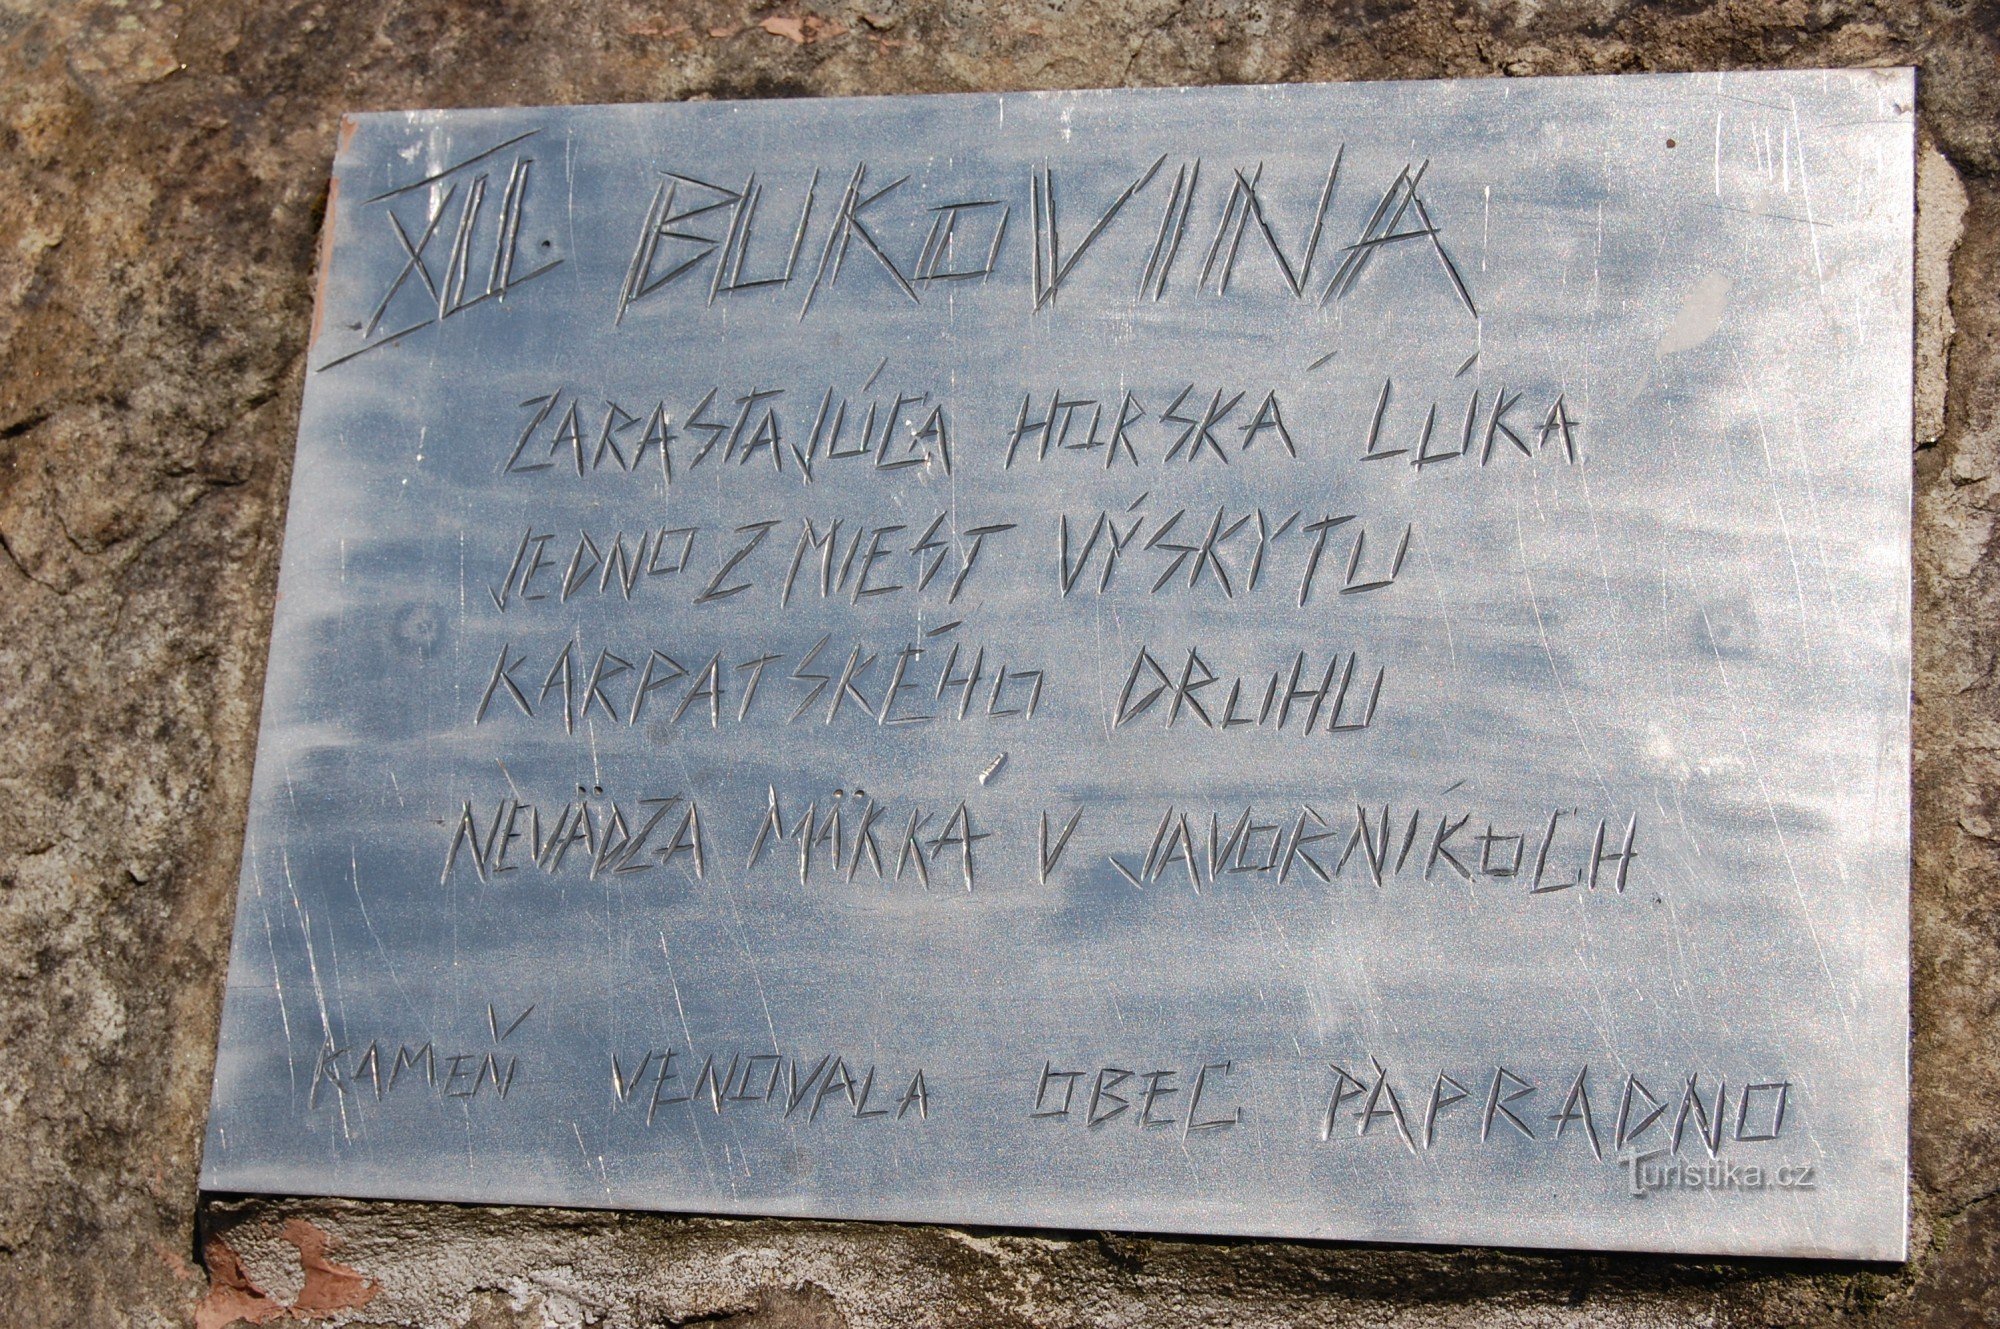 XII. BUKOVINA
ZARASTAJÚCA HORSKÁ LÚKA
JEDNO Z MIEST VÝSKYTU
KARPATSKÉHO DRUHU
NEVÄDZA MÄKKÁ V JAVORNÍKOCH
KAMEŇ VENOVALA OBEC PAPRADNO
Turistika.cz